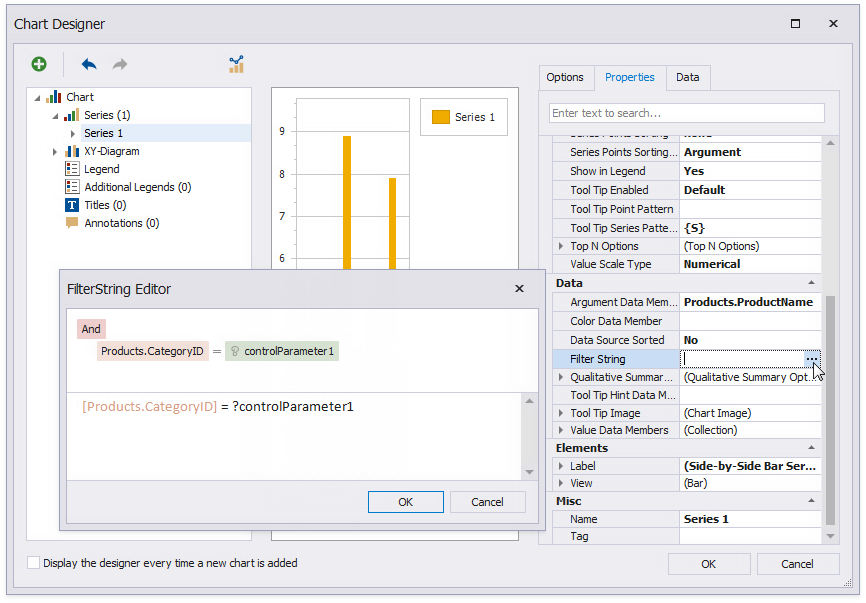 Chart Designer
Options Properties Data
Enter text to search...
Chart
Series (1)
Series 1
XY-Diagram
Legend
Additional Legends (0)
Titles (0)
Annotations (0)
9
8
7
6
Series 1
Series Points Sorting None
Series Points Sorting... Argument
Show in Legend Yes
Tool Tip Enabled Default
Tool Tip Point Pattern
Tool Tip Series Patte... {S}
Top N Options (Top N Options)
Value Scale Type Numerical
Data
Argument Data Mem... Products.ProductName
Color Data Member
Data Source Sorted No
Filter String ...
Qualitative Summar... (Qualitative Summary Opt...
Tool Tip Hint Data M...
Tool Tip Image (Chart Image)
Value Data Members (Collection)
Elements
Label (Side-by-Side Bar Ser...
View (Bar)
Misc
Name Series 1
Tag
FilterString Editor
And
Products.CategoryID = ? controlParameter1
[Products.CategoryID] = ?controlParameter1
OK Cancel
Display the designer every time a new chart is added
OK Cancel